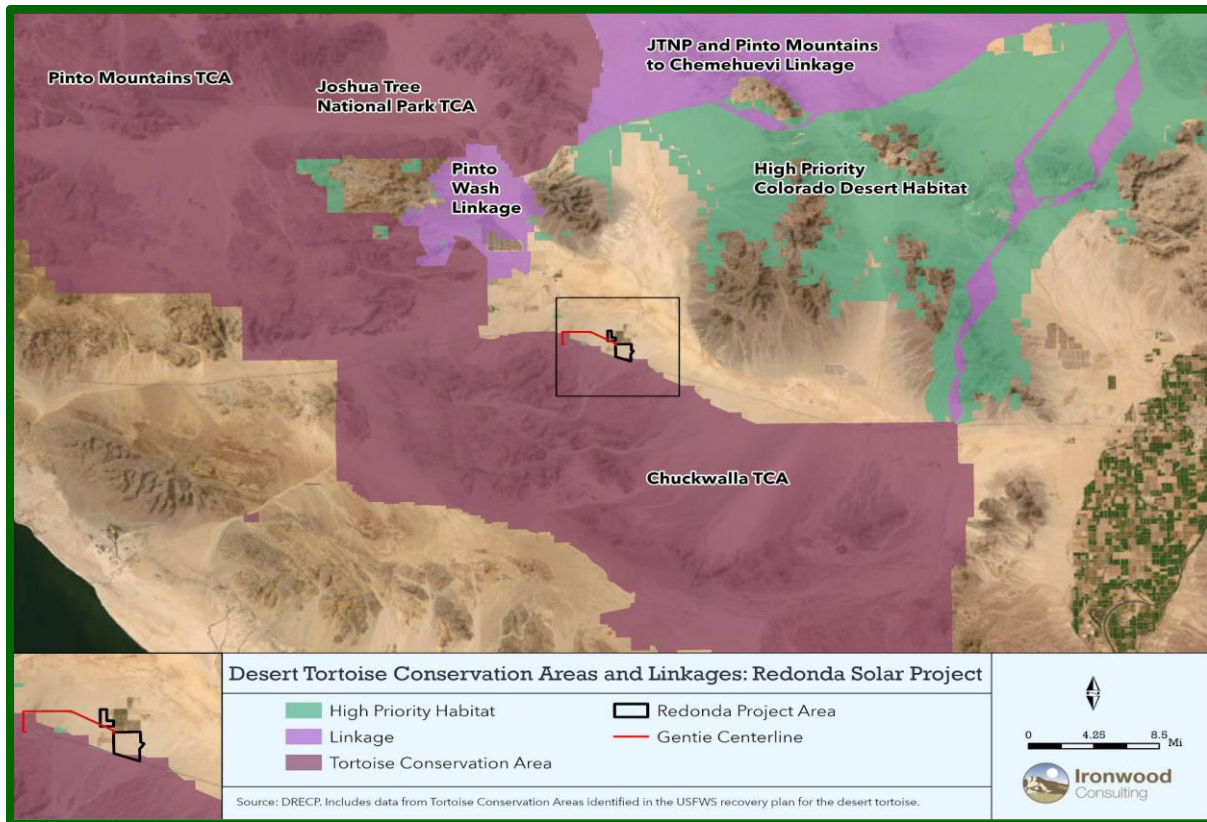 Pinto Mountains TCA
Joshua Tree
National Park TCA
JTNP and Pinto Mountains
to Chemehuevi Linkage
Pinto
Wash
Linkage
High Priority
Colorado Desert Habitat
Chuckwalla TCA
Desert Tortoise Conservation Areas and Linkages: Redonda Solar Project
High Priority Habitat
Linkage
Tortoise Conservation Area
Redonda Project Area
Gentie Centerline
Source: DRECP. Includes data from Tortoise Conservation Areas identified in the USFWS recovery plan for the desert tortoise.
0 4.25 8.5
Mi
Ironwood
Consulting